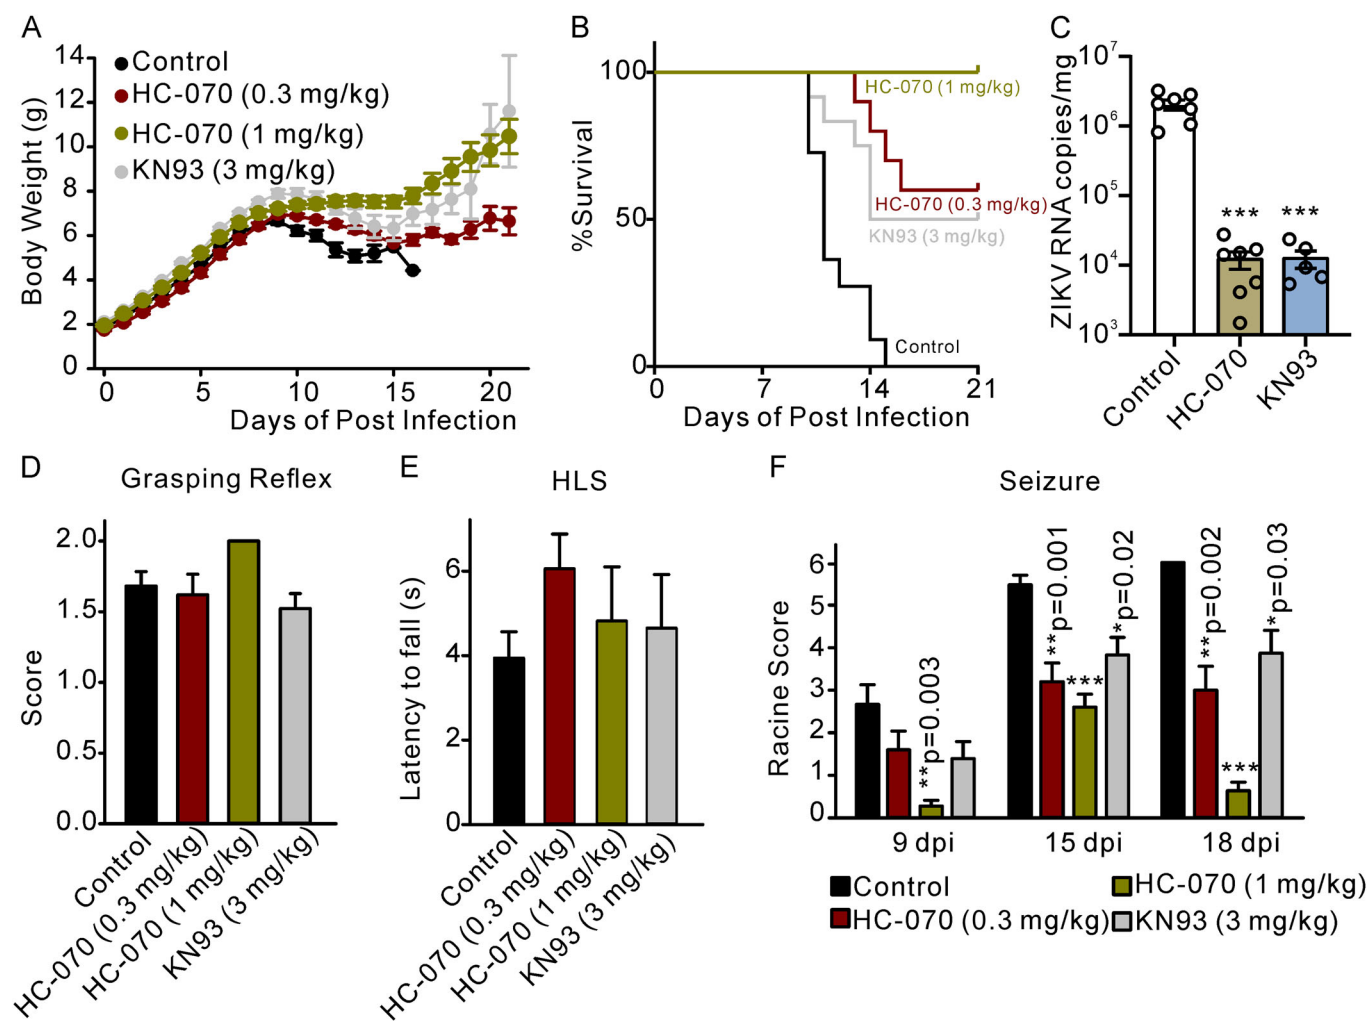 A
14
12
10
8
6
4
2
0
Body Weight (g)
Control
HC-070 (0.3 mg/kg)
HC-070 (1 mg/kg)
KN93 (3 mg/kg)
0 5 10 15 20
Days of Post Infection
B
100
50
0
%Survival
HC-070 (1 mg/kg)
HC-070 (0.3 mg/kg)
KN93 (3 mg/kg)
Control
0 7 14 21
Days of Post Infection
C
10⁷
10⁶
10⁵
10⁴
10³
ZIKV RNA copies/mg
*** ***
Control
HC-070
KN93
D
Grasping Reflex
2.0
1.5
1.0
0.5
0.0
Score
Control
HC-070 (0.3 mg/kg)
HC-070 (1 mg/kg)
KN93 (3 mg/kg)
E
HLS
6
4
2
0
Latency to fall (s)
Control
HC-070 (0.3 mg/kg)
HC-070 (1 mg/kg)
KN93 (3 mg/kg)
F
Seizure
6
5
4
3
2
1
0
Racine Score
**p=0.003
**p=0.001
***
*p=0.02
**p=0.002
***
*p=0.03
9 dpi 15 dpi 18 dpi
Control
HC-070 (1 mg/kg)
HC-070 (0.3 mg/kg)
KN93 (3 mg/kg)